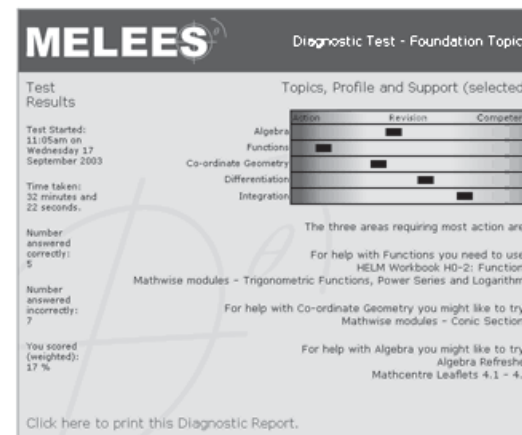 MELEES
Diagnostic Test - Foundation Topic
Test
Results
Test Started:
11:05am on
Wednesday 17
September 2003
Time taken:
32 minutes and
22 seconds.
Number
answered
correctly:
5
Number
answered
incorrectly:
7
You scored
(weighted):
17 %
Topics, Profile and Support (selected
Action Revision Competen
Algebra
Functions
Co-ordinate Geometry
Differentiation
Integration
The three areas requiring most action are
For help with Functions you need to use
HELM Workbook H0-2: Function
Mathwise modules - Trigonometric Functions, Power Series and Logarithm
For help with Co-ordinate Geometry you might like to try
Mathwise modules - Conic Section
For help with Algebra you might like to try
Algebra Refreshe
Mathcentre Leaflets 4.1 - 4.
Click here to print this Diagnostic Report.